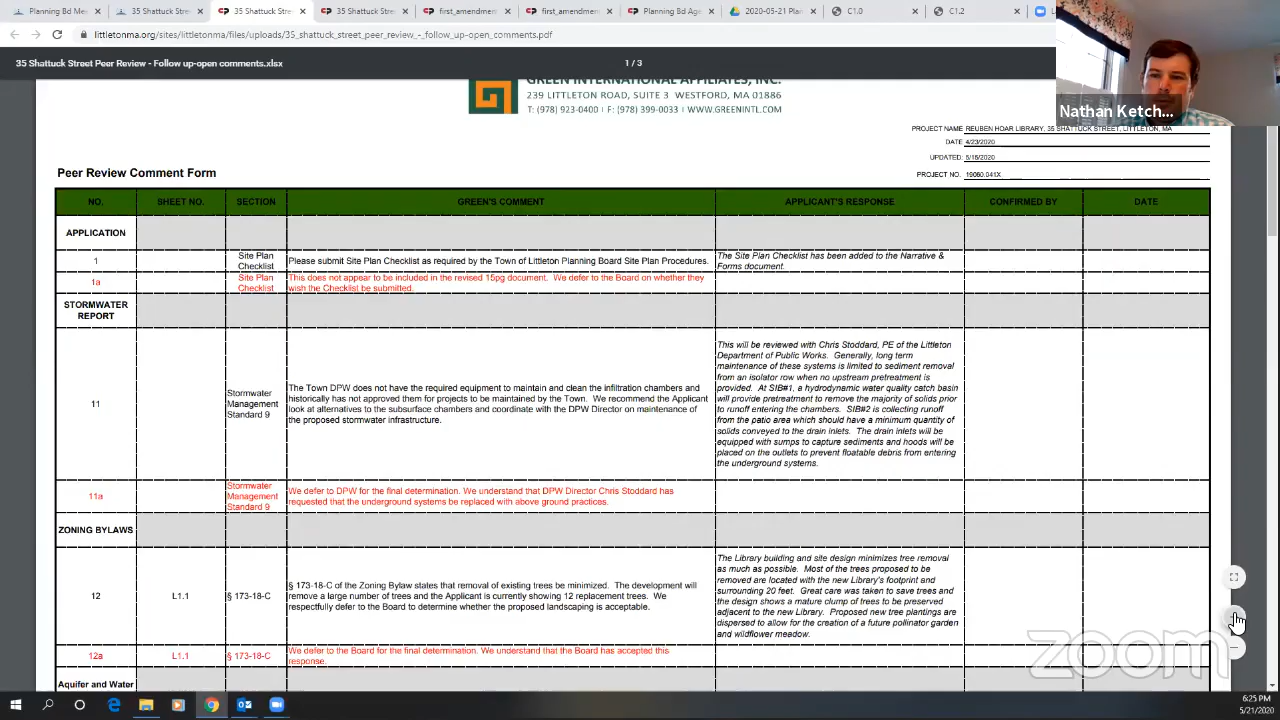 Planning Bd Me
35 Shattuck Stree
35 Shattuck Stree
first_amendmen
first_amendmen
Planning Bd Age
2020-05-21 Plai
C1.0
C1.2
littletonma.org/sites/littletonma/files/uploads/35_shattuck_street_peer_review_-_follow_up-open_comments.pdf
35 Shattuck Street Peer Review - Follow up-open comments.xlsx
1 / 3
GREEN INTERNATIONAL AFFILIATES, INC.
239 LITTLETON ROAD, SUITE 3 WESTFORD, MA 01886
T: (978) 923-0400 | F: (978) 399-0033 | WWW.GREENINTL.COM
Nathan Ketch...
PROJECT NAME REUBEN HOAR LIBRARY, 35 SHATTUCK STREET, LITTLETON, MA
DATE 4/23/2020
UPDATED: 5/16/2020
PROJECT NO. 19060.041X
Peer Review Comment Form
NO. SHEET NO. SECTION GREEN'S COMMENT APPLICANT'S RESPONSE CONFIRMED BY DATE
APPLICATION
1
Site Plan
Checklist
Please submit Site Plan Checklist as required by the Town of Littleton Planning Board Site Plan Procedures.
The Site Plan Checklist has been added to the Narrative &
Forms document.
1a
Site Plan
Checklist
This does not appear to be included in the revised 15pg document. We defer to the Board on whether they
wish the Checklist be submitted.
STORMWATER
REPORT
11
Stormwater
Management
Standard 9
The Town DPW does not have the required equipment to maintain and clean the infiltration chambers and
historically has not approved them for projects to be maintained by the Town. We recommend the Applicant
look at alternatives to the subsurface chambers and coordinate with the DPW Director on maintenance of
the proposed stormwater infrastructure.
This will be reviewed with Chris Stoddard, PE of the Littleton
Department of Public Works. Generally, long term
maintenance of these systems is limited to sediment removal
from an isolator row when no upstream pretreatment is
provided. At SIB#1, a hydrodynamic water quality catch basin
will provide pretreatment to remove the majority of solids prior
to runoff entering the chambers. SIB#2 is collecting runoff
from the patio area which should have a minimum quantity of
solids conveyed to the drain inlets. The drain inlets will be
equipped with sumps to capture sediments and hoods will be
placed on the outlets to prevent floatable debris from entering
the underground systems.
11a
Stormwater
Management
Standard 9
We defer to DPW for the final determination. We understand that DPW Director Chris Stoddard has
requested that the underground systems be replaced with above ground practices.
ZONING BYLAWS
12
L1.1
§ 173-18-C
§ 173-18-C of the Zoning Bylaw states that removal of existing trees be minimized. The development will
remove a large number of trees and the Applicant is currently showing 12 replacement trees. We
respectfully defer to the Board to determine whether the proposed landscaping is acceptable.
The Library building and site design minimizes tree removal
as much as possible. Most of the trees proposed to be
removed are located with the new Library's footprint and
surrounding 20 feet. Great care was taken to save trees and
the design shows a mature clump of trees to be preserved
adjacent to the new Library. Proposed new tree plantings are
dispersed to allow for the creation of a future pollinator garden
and wildflower meadow.
12a
L1.1
§ 173-18-C
We defer to the Board for the final determination. We understand that the Board has accepted this
response.
Aquifer and Water
zoom
6:25 PM
5/21/2020